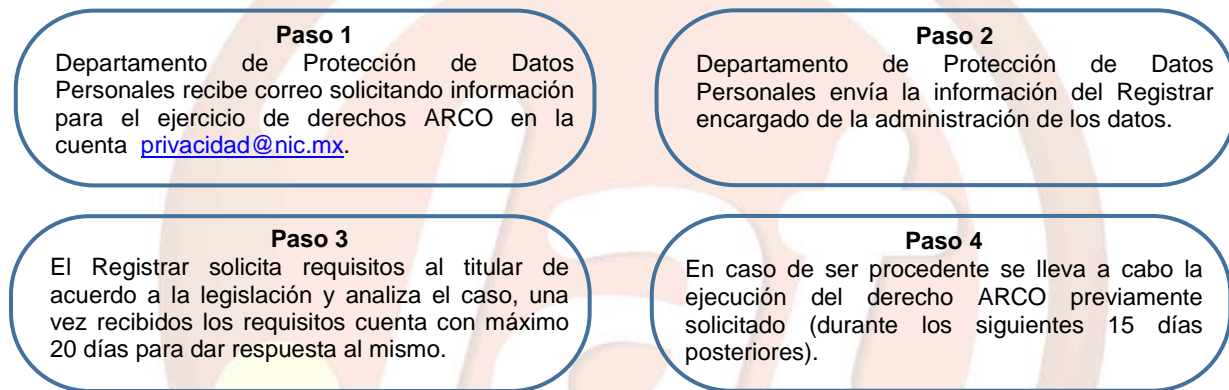 Paso 1
Departamento de Protección de Datos
Personales recibe correo solicitando información
para el ejercicio de derechos ARCO en la
cuenta privacidad@nic.mx.
Paso 2
Departamento de Protección de Datos
Personales envía la información del Registrar
encargado de la administración de los datos.
Paso 3
El Registrar solicita requisitos al titular de
acuerdo a la legislación y analiza el caso, una
vez recibidos los requisitos cuenta con máximo
20 días para dar respuesta al mismo.
Paso 4
En caso de ser procedente se lleva a cabo la
ejecución del derecho ARCO previamente
solicitado (durante los siguientes 15 días
posteriores).